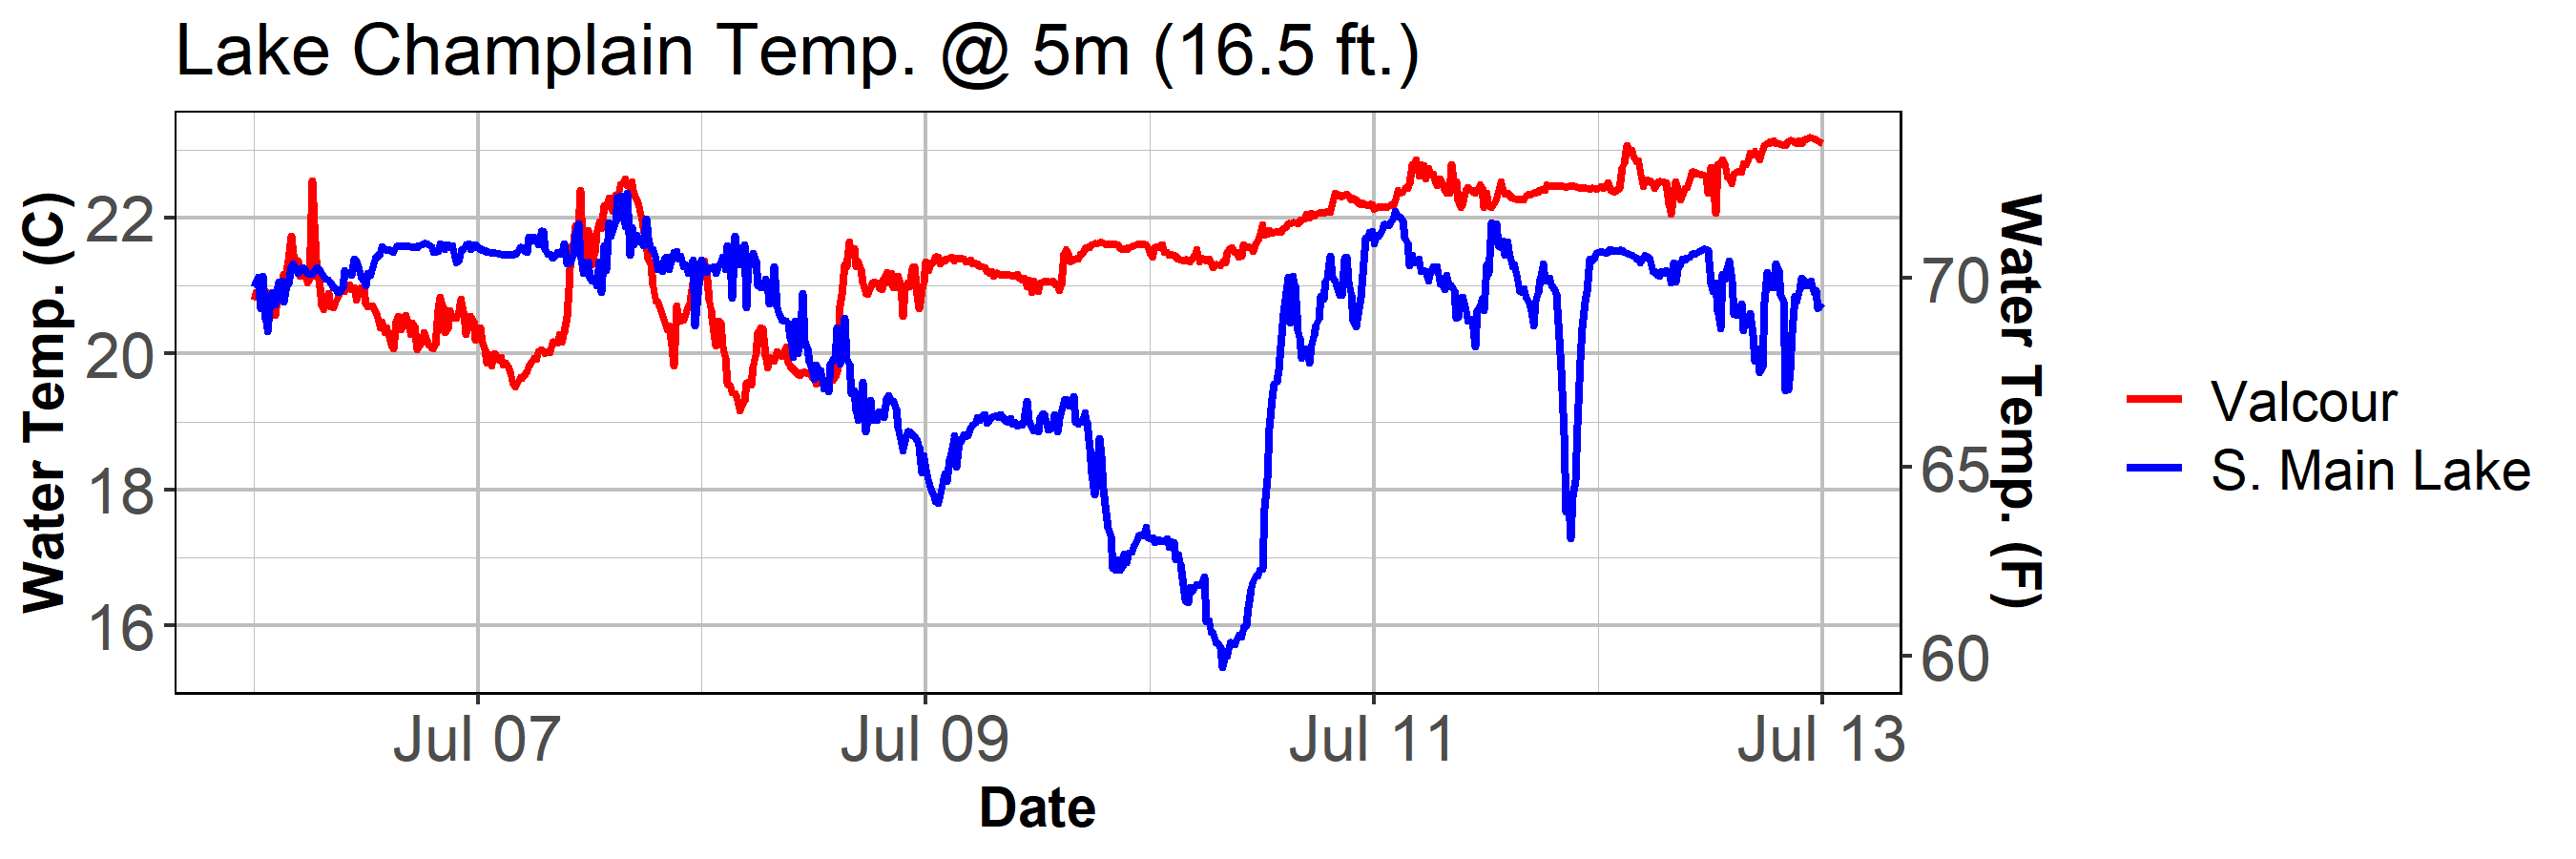 Lake Champlain Temp. @ 5m (16.5 ft.)
Water Temp. (C)
22
20
18
16
70
65
60
Water Temp. (F)
Jul 07
Jul 09
Jul 11
Jul 13
Date
Valcour
S. Main Lake